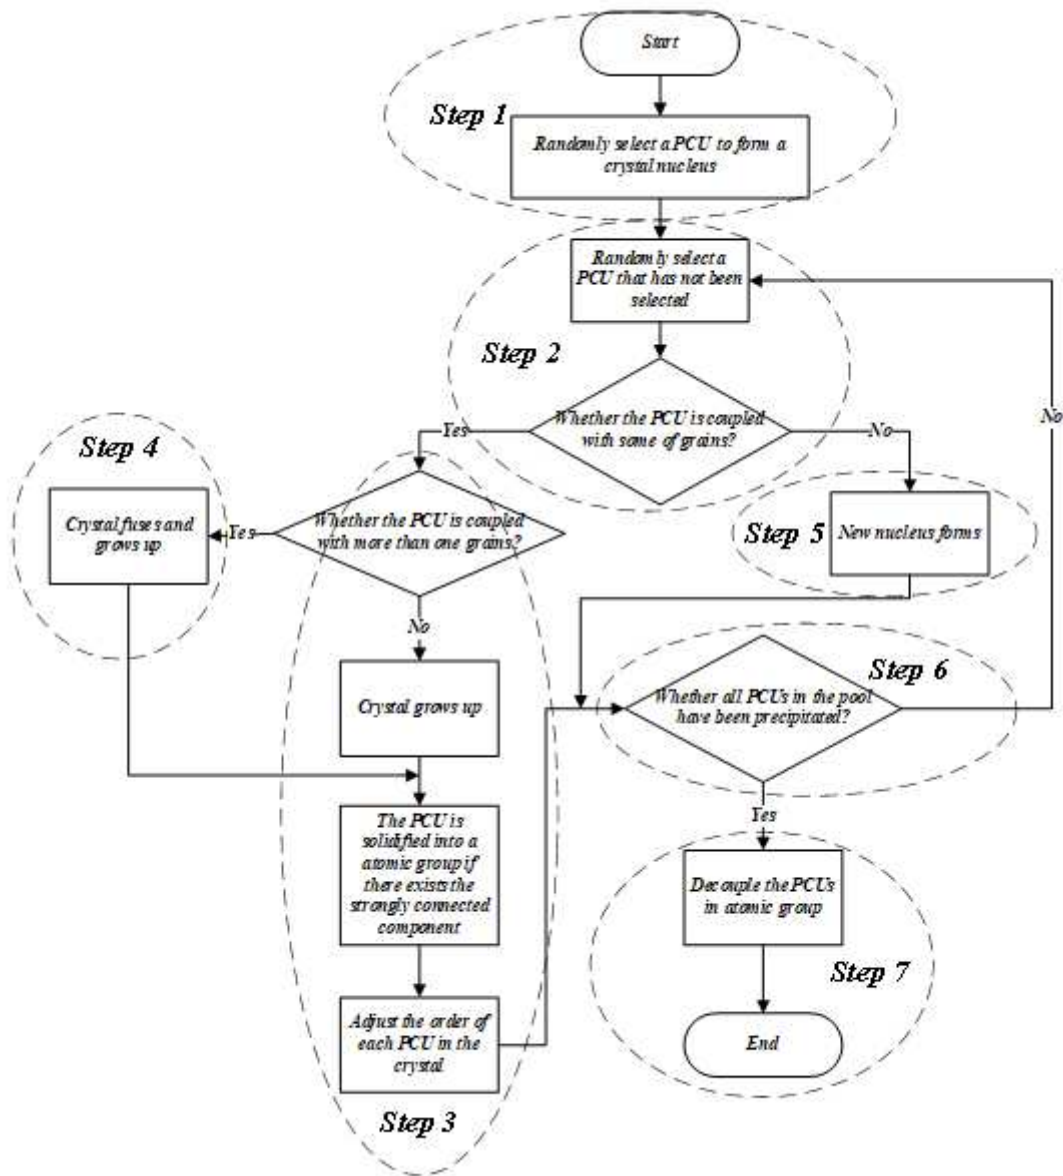 Start
Step 1
Randomly select a PCU to form a
crystal nucleus
Randomly select a
PCU that has not been
selected
Step 2
Whether the PCU is coupled
with some of grains?
Yes
No
No
Step 4
Crystal fuses and
grows up
Yes
Whether the PCU is coupled
with more than one grains?
Step 5
New nucleus forms
No
Step 6
Crystal grows up
Whether all PCUs in the pool
have been precipitated?
Yes
The PCU is
solidified into a
atomic group if
there exists the
strongly connected
component
Decouple the PCUs
in atomic group
Step 7
Adjust the order of
each PCU in the
crystal
End
Step 3